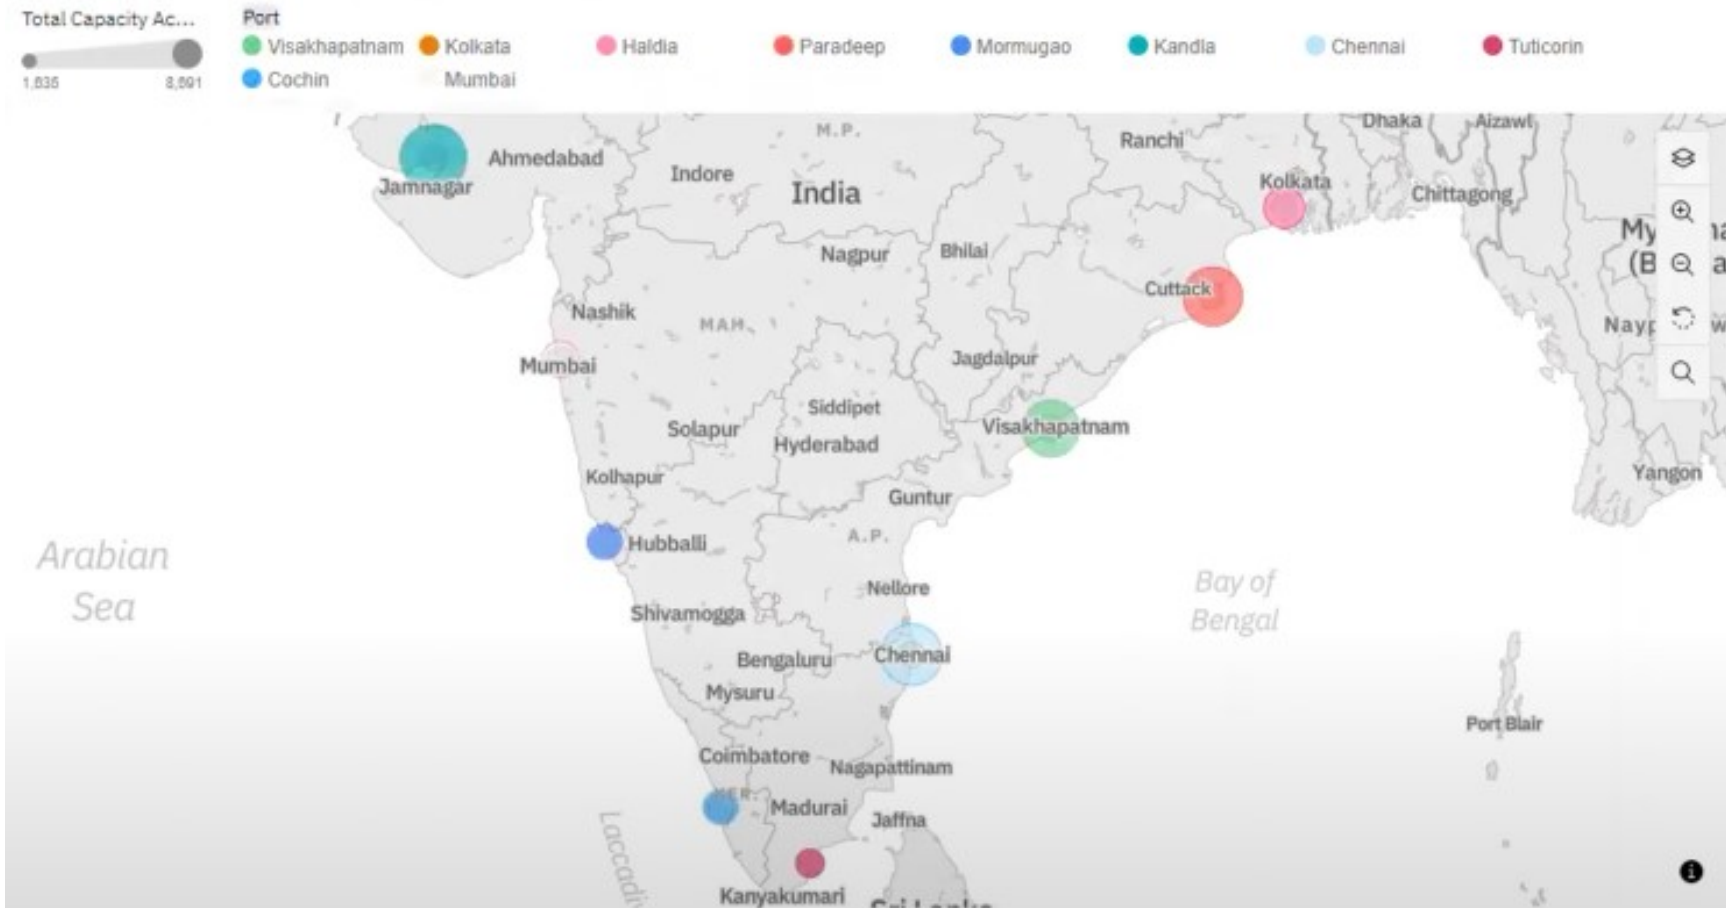 Total Capacity Ac...
1,635 8,691
Port
Visakhapatnam Kolkata Haldia Paradeep Mormugao Kandla Chennai Tuticorin
Cochin Mumbai
M.P.
Ranchi
Dhaka
Aizawl
Ahmedabad
Jamnagar
Indore
India
Kolkata
Chittagong
Nagpur
Bhilai
Cuttack
Nashik
MAH.
Mumbai
Jagdalpur
Siddipet
Solapur
Hyderabad
Visakhapatnam
Kolhapur
Yangon
Guntur
A.P.
Hubballi
Arabian
Sea
Bay of
Bengal
Nellore
Shivamogga
Bengaluru
Chennai
Mysuru
Port Blair
Coimbatore
Nagapattinam
KER.
Madurai
Jaffna
Kanyakumari
Sri Lanka